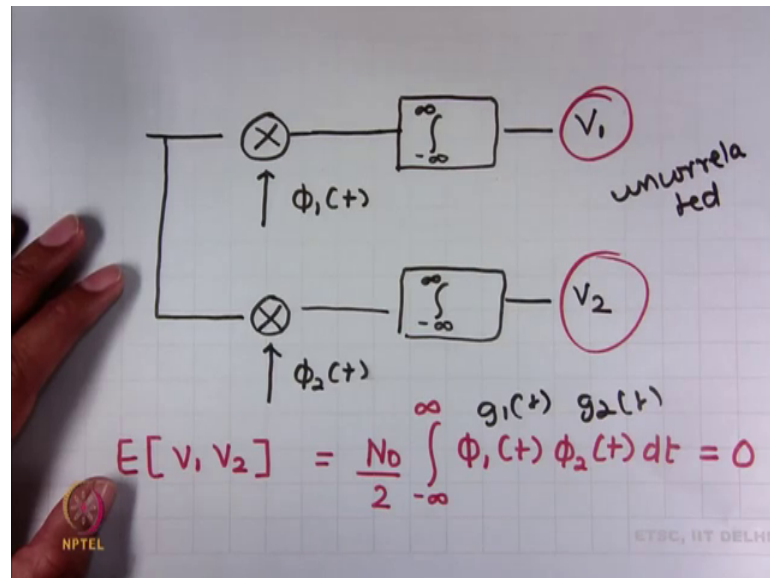 × ∞ ∫ -∞ V₁
ϕ₁(t)
uncorrela
ted
× ∞ ∫ -∞ V₂
ϕ₂(t)
g₁(t) g₂(t)
E[V₁ V₂] = No/2 ∫_{-∞}^{∞} ϕ₁(t) ϕ₂(t) dt = 0
NPTEL
ETSC, IIT DELHI